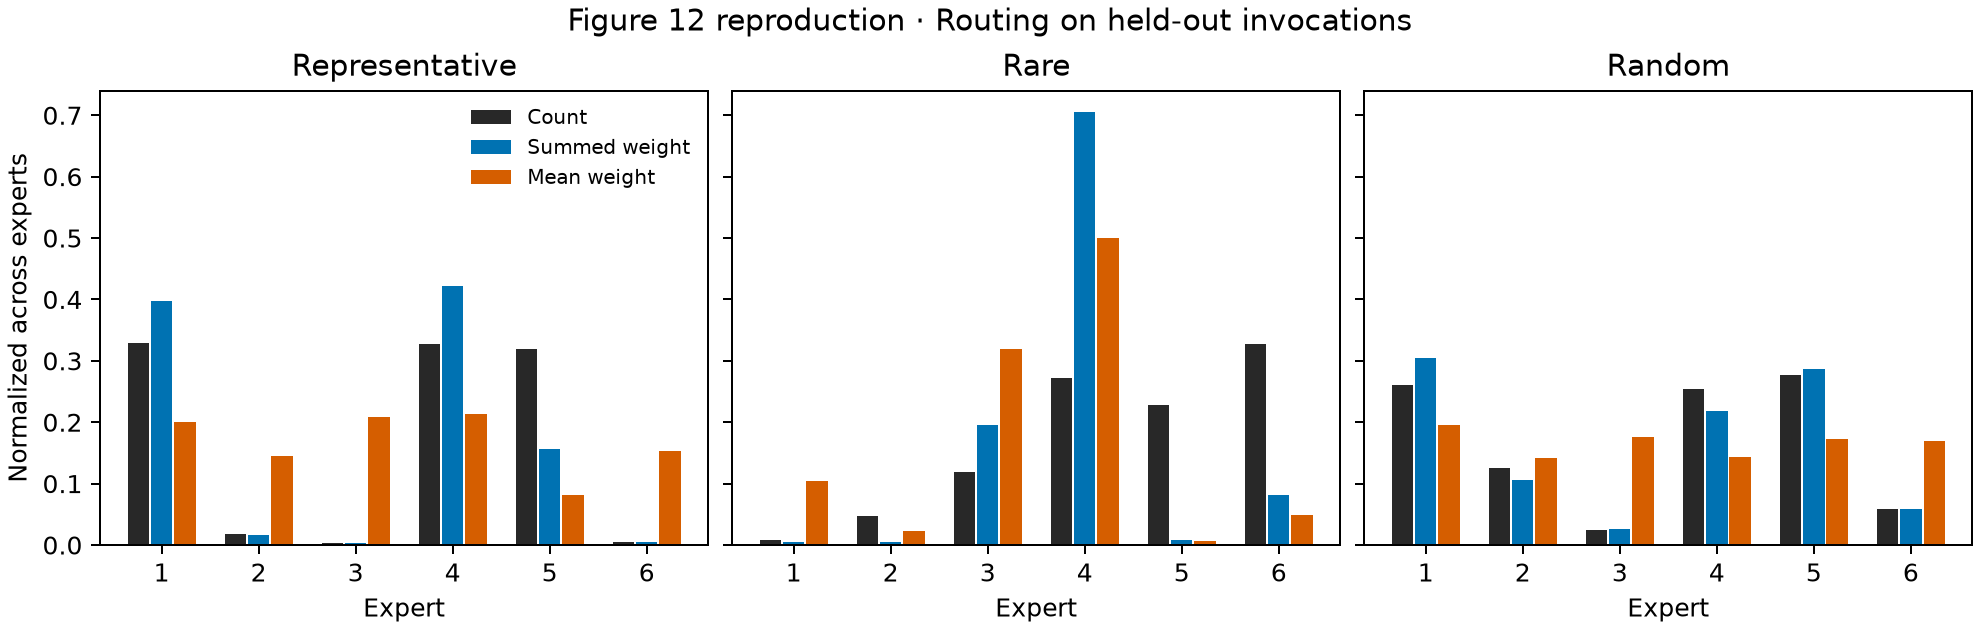 Figure 12 reproduction · Routing on held-out invocations
Representative
Rare
Random
Normalized across experts
0.7
0.6
0.5
0.4
0.3
0.2
0.1
0.0
Count
Summed weight
Mean weight
1 2 3 4 5 6
Expert
1 2 3 4 5 6
Expert
1 2 3 4 5 6
Expert